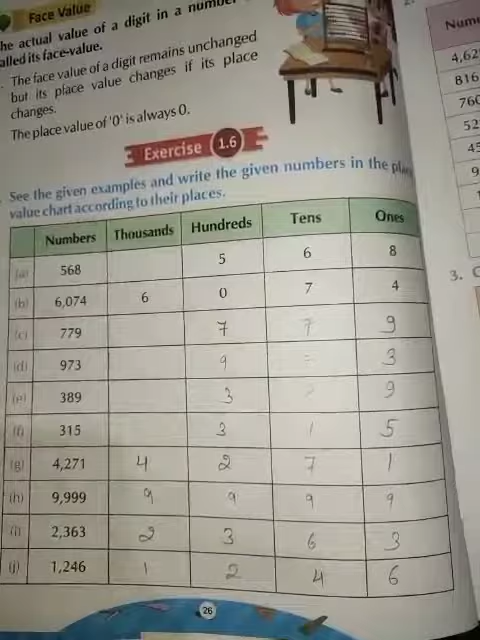 Face Value
he actual value of a digit in a number
alled its face-value.
The face value of a digit remains unchanged
but its place value changes if its place
changes.
The place value of '0' is always 0.
Exercise 1.6
See the given examples and write the given numbers in the
value chart according to their places.
Numbers Thousands Hundreds Tens Ones
(a) 568 5 6 8
(b) 6,074 6 0 7 4
(c) 779 7 7 9
(d) 973 9 3
(e) 389 3 9
(f) 315 3 1 5
(g) 4,271 4 2 7 1
(h) 9,999 9 9 9 9
(i) 2,363 2 3 6 3
(j) 1,246 1 2 4 6
26
Num
4,62
816
760
52
45
9
3.